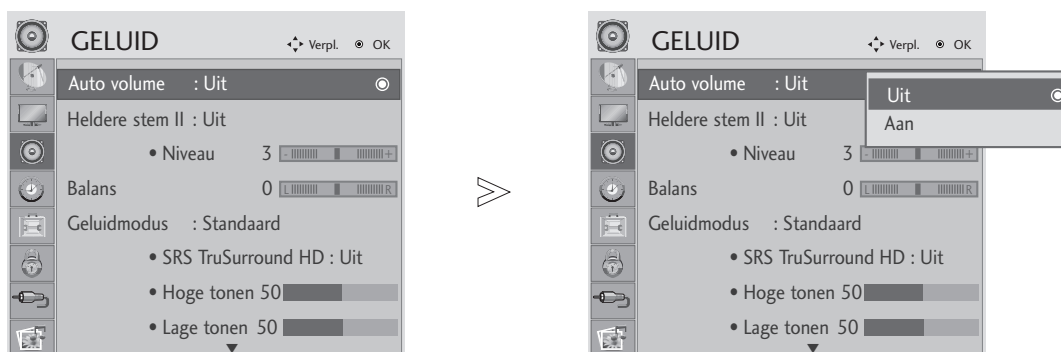 GELUID
Verpl. OK
Auto volume : Uit
Heldere stem II : Uit
• Niveau 3 - +
Balans 0 L R
Geluidmodus : Standaard
• SRS TruSurround HD : Uit
• Hoge tonen 50
• Lage tonen 50
GELUID
Verpl. OK
Auto volume : Uit
Uit
Aan
Heldere stem II : Uit
• Niveau 3 - +
Balans 0 L R
Geluidmodus : Standaard
• SRS TruSurround HD : Uit
• Hoge tonen 50
• Lage tonen 50